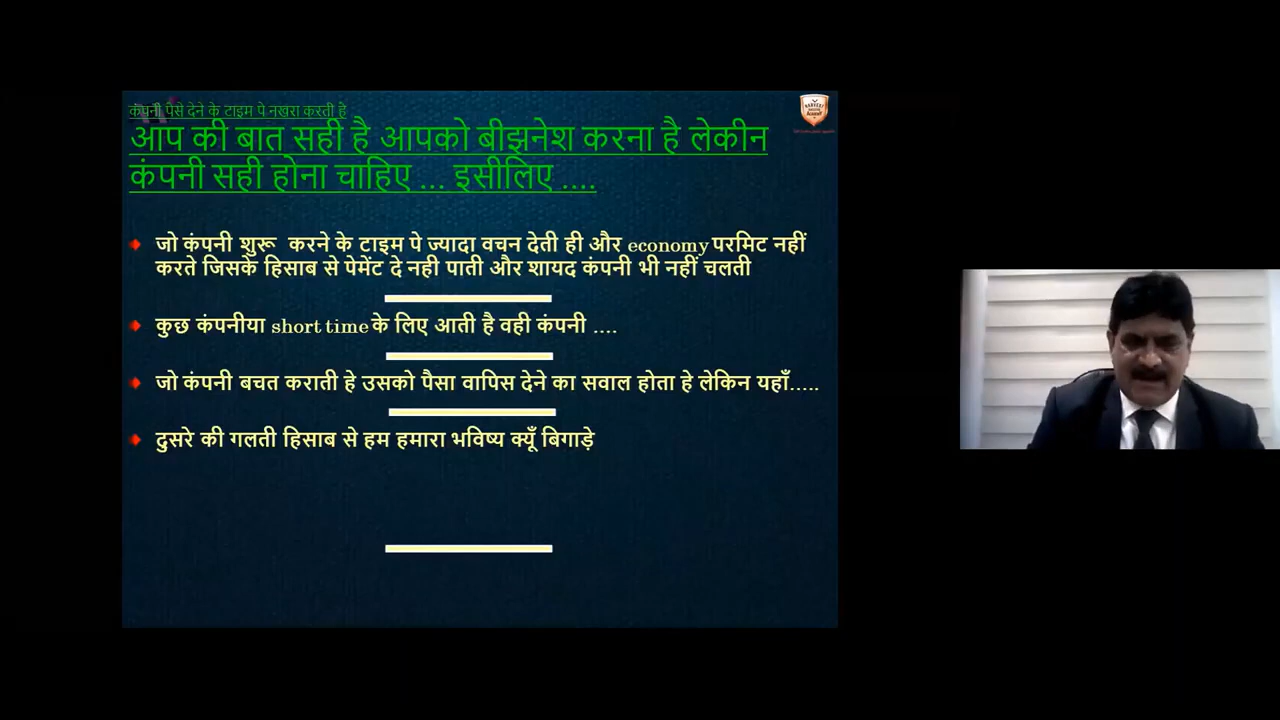 कंपनी पैसे देने के टाइम पे नखरा करती हे
आप की बात सही है आपको बीझनेश करना है लेकीन
कंपनी सही होना चाहिए ... इसीलिए ....
जो कंपनी शुरू करने के टाइम पे ज्यादा वचन देती ही और economy परमिट नहीं
करते जिसके हिसाब से पेमेंट दे नही पाती और शायद कंपनी भी नहीं चलती
कुछ कंपनीया short time के लिए आती है वही कंपनी ....
जो कंपनी बचत कराती हे उसको पैसा वापिस देने का सवाल होता हे लेकिन यहाँ.....
दुसरे की गलती हिसाब से हम हमारा भविष्य क्यूँ बिगाड़े